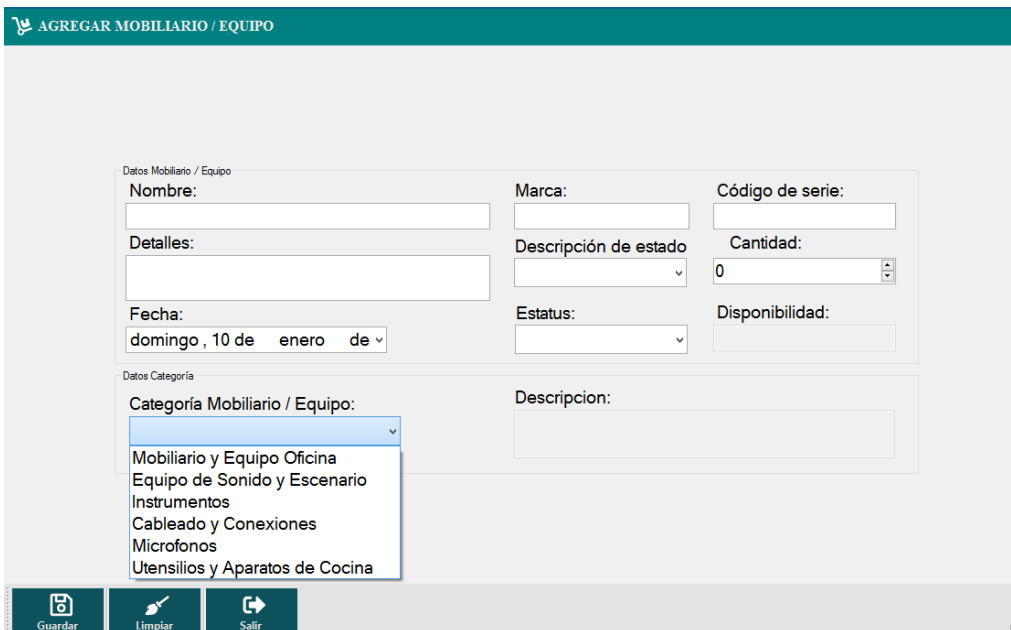 AGREGAR MOBILIARIO / EQUIPO
Datos Mobiliario / Equipo
Nombre:
Marca:
Código de serie:
Detalles:
Descripción de estado
Cantidad:
0
Fecha:
Estatus:
Disponibilidad:
domingo , 10 de enero de
Datos Categoría
Categoría Mobiliario / Equipo:
Descripcion:
Mobiliario y Equipo Oficina
Equipo de Sonido y Escenario
Instrumentos
Cableado y Conexiones
Microfonos
Utensilios y Aparatos de Cocina
Guardar
Limpiar
Salir